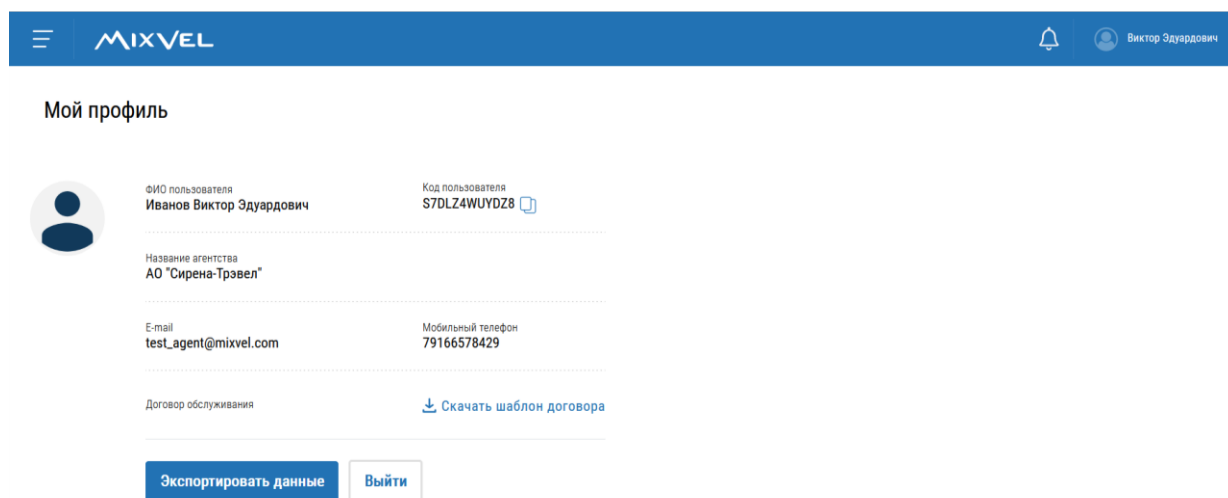 MIXVEL
Виктор Эдуардович
Мой профиль
ФИО пользователя
Иванов Виктор Эдуардович
Код пользователя
S7DLZ4WUYDZ8
Название агентства
АО "Сирена-Трэвел"
E-mail
test_agent@mixvel.com
Мобильный телефон
79166578429
Договор обслуживания
Скачать шаблон договора
Экспортировать данные
Выйти